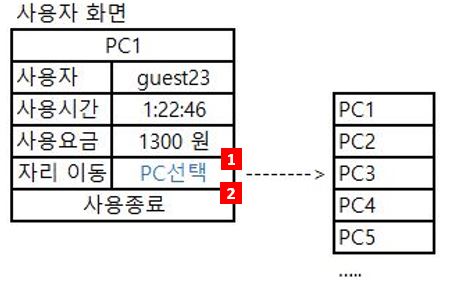 사용자 화면
PC1
사용자 guest23
사용시간 1:22:46
사용요금 1300 원
자리 이동 PC선택 1
사용종료 2
-------->
PC1
PC2
PC3
PC4
PC5
.....